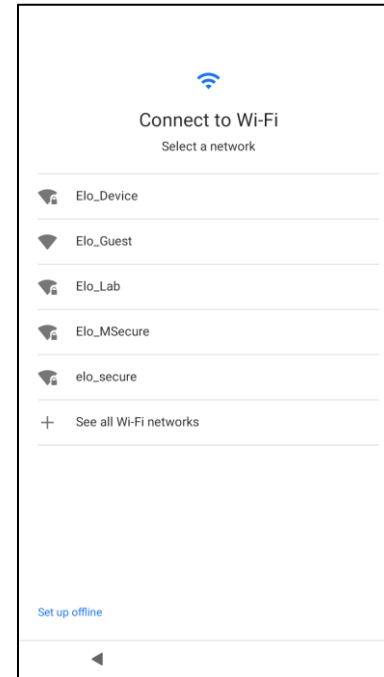 Connect to Wi-Fi
Select a network
Elo_Device
Elo_Guest
Elo_Lab
Elo_MSecure
elo_secure
See all Wi-Fi networks
Set up offline